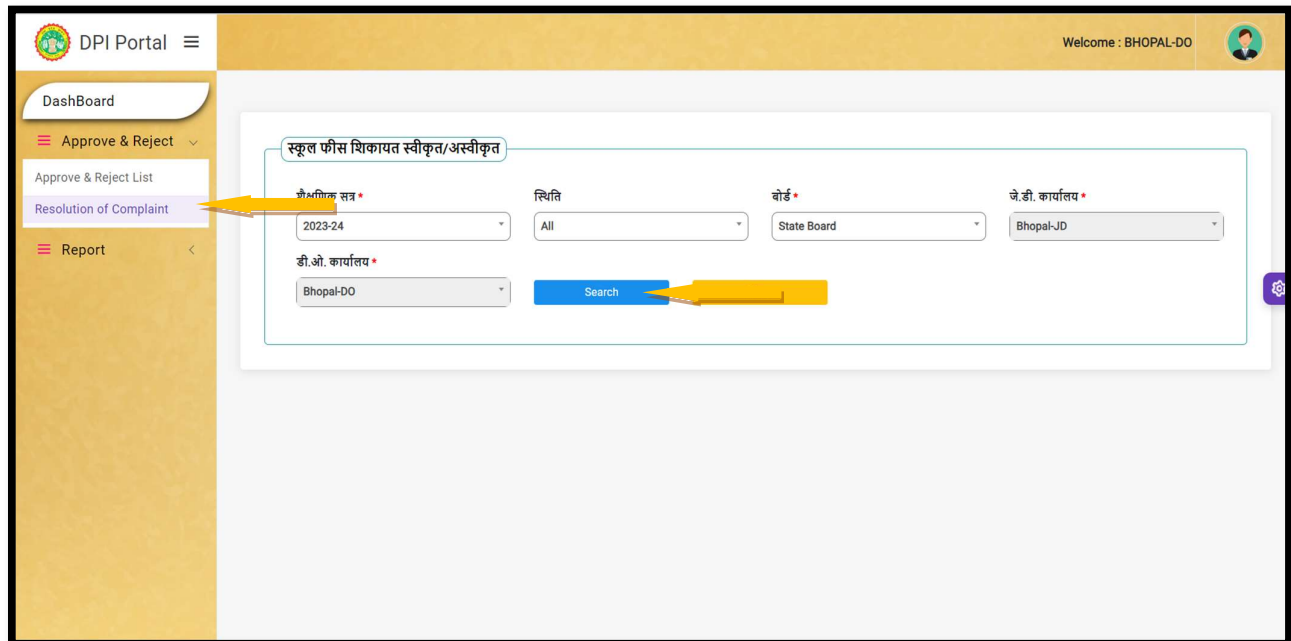 DPI Portal
Welcome : BHOPAL-DO
DashBoard
Approve & Reject
Approve & Reject List
Resolution of Complaint
Report
स्कूल फीस शिकायत स्वीकृत/अस्वीकृत
शैक्षणिक सत्र * स्थिति बोर्ड * जे.डी. कार्यालय *
2023-24 All State Board Bhopal-JD
डी.ओ. कार्यालय *
Bhopal-DO Search